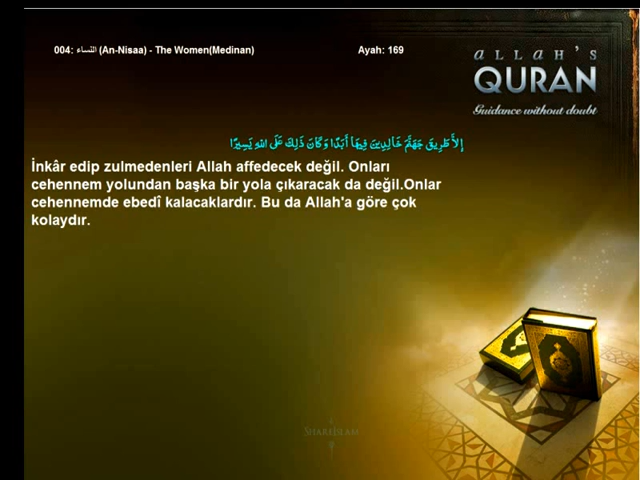 004: النساء (An-Nisaa) - The Women(Medinan)
Ayah: 169
ALLAH'S
QURAN
Guidance without doubt
إِلاَّ طَرِيقَ جَهَنَّمَ خَالِدِينَ فِيهَا أَبَدًا وَكَانَ ذَلِكَ عَلَى اللّهِ يَسِيرًا
İnkâr edip zulmedenleri Allah affedecek değil. Onları
cehennem yolundan başka bir yola çıkaracak da değil.Onlar
cehennemde ebedî kalacaklardır. Bu da Allah'a göre çok
kolaydır.
SHAREISLAM